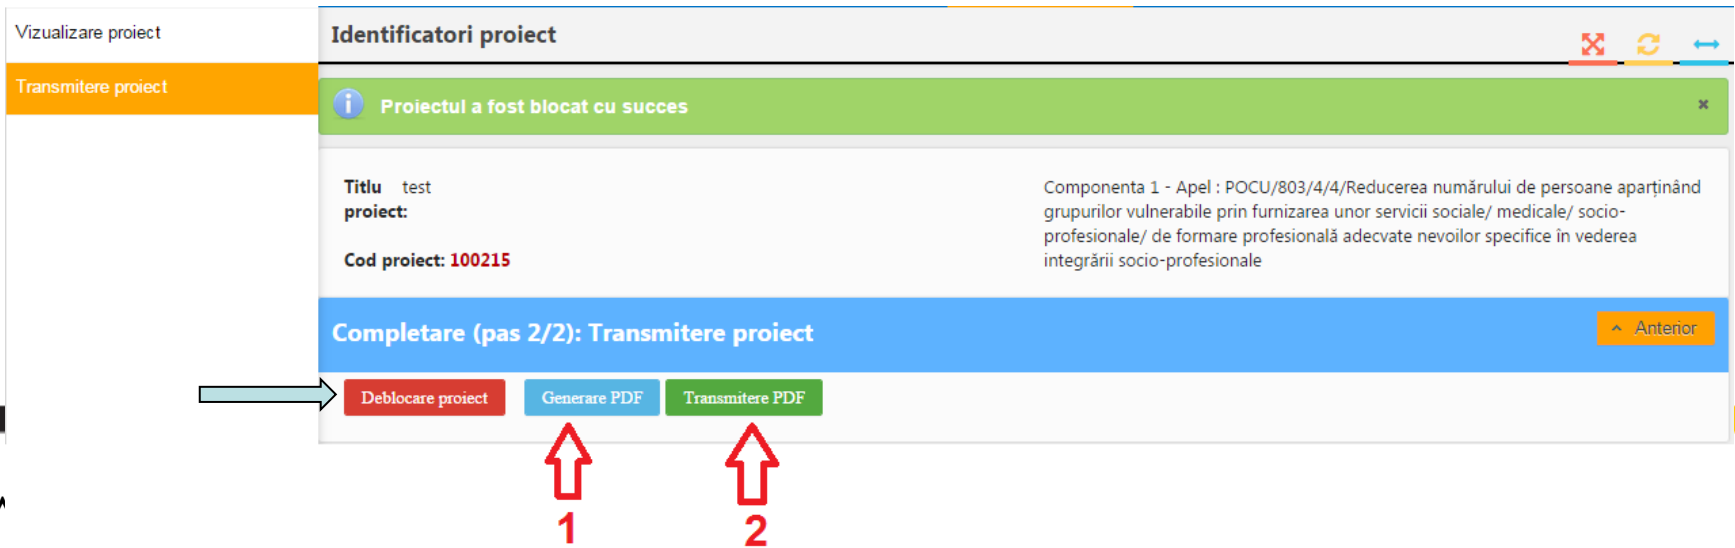 Vizualizare proiect
Transmitere proiect
Identificatori proiect
Proiectul a fost blocat cu succes
Titlu test
proiect:
Cod proiect: 100215
Componenta 1 - Apel : POCU/803/4/4/Reducerea numărului de persoane aparținând
grupurilor vulnerabile prin furnizarea unor servicii sociale/ medicale/ socio-
profesionale/ de formare profesională adecvate nevoilor specifice în vederea
integrării socio-profesionale
Completare (pas 2/2): Transmitere proiect
Anterior
Deblocare proiect
Generare PDF
Transmitere PDF
1
2